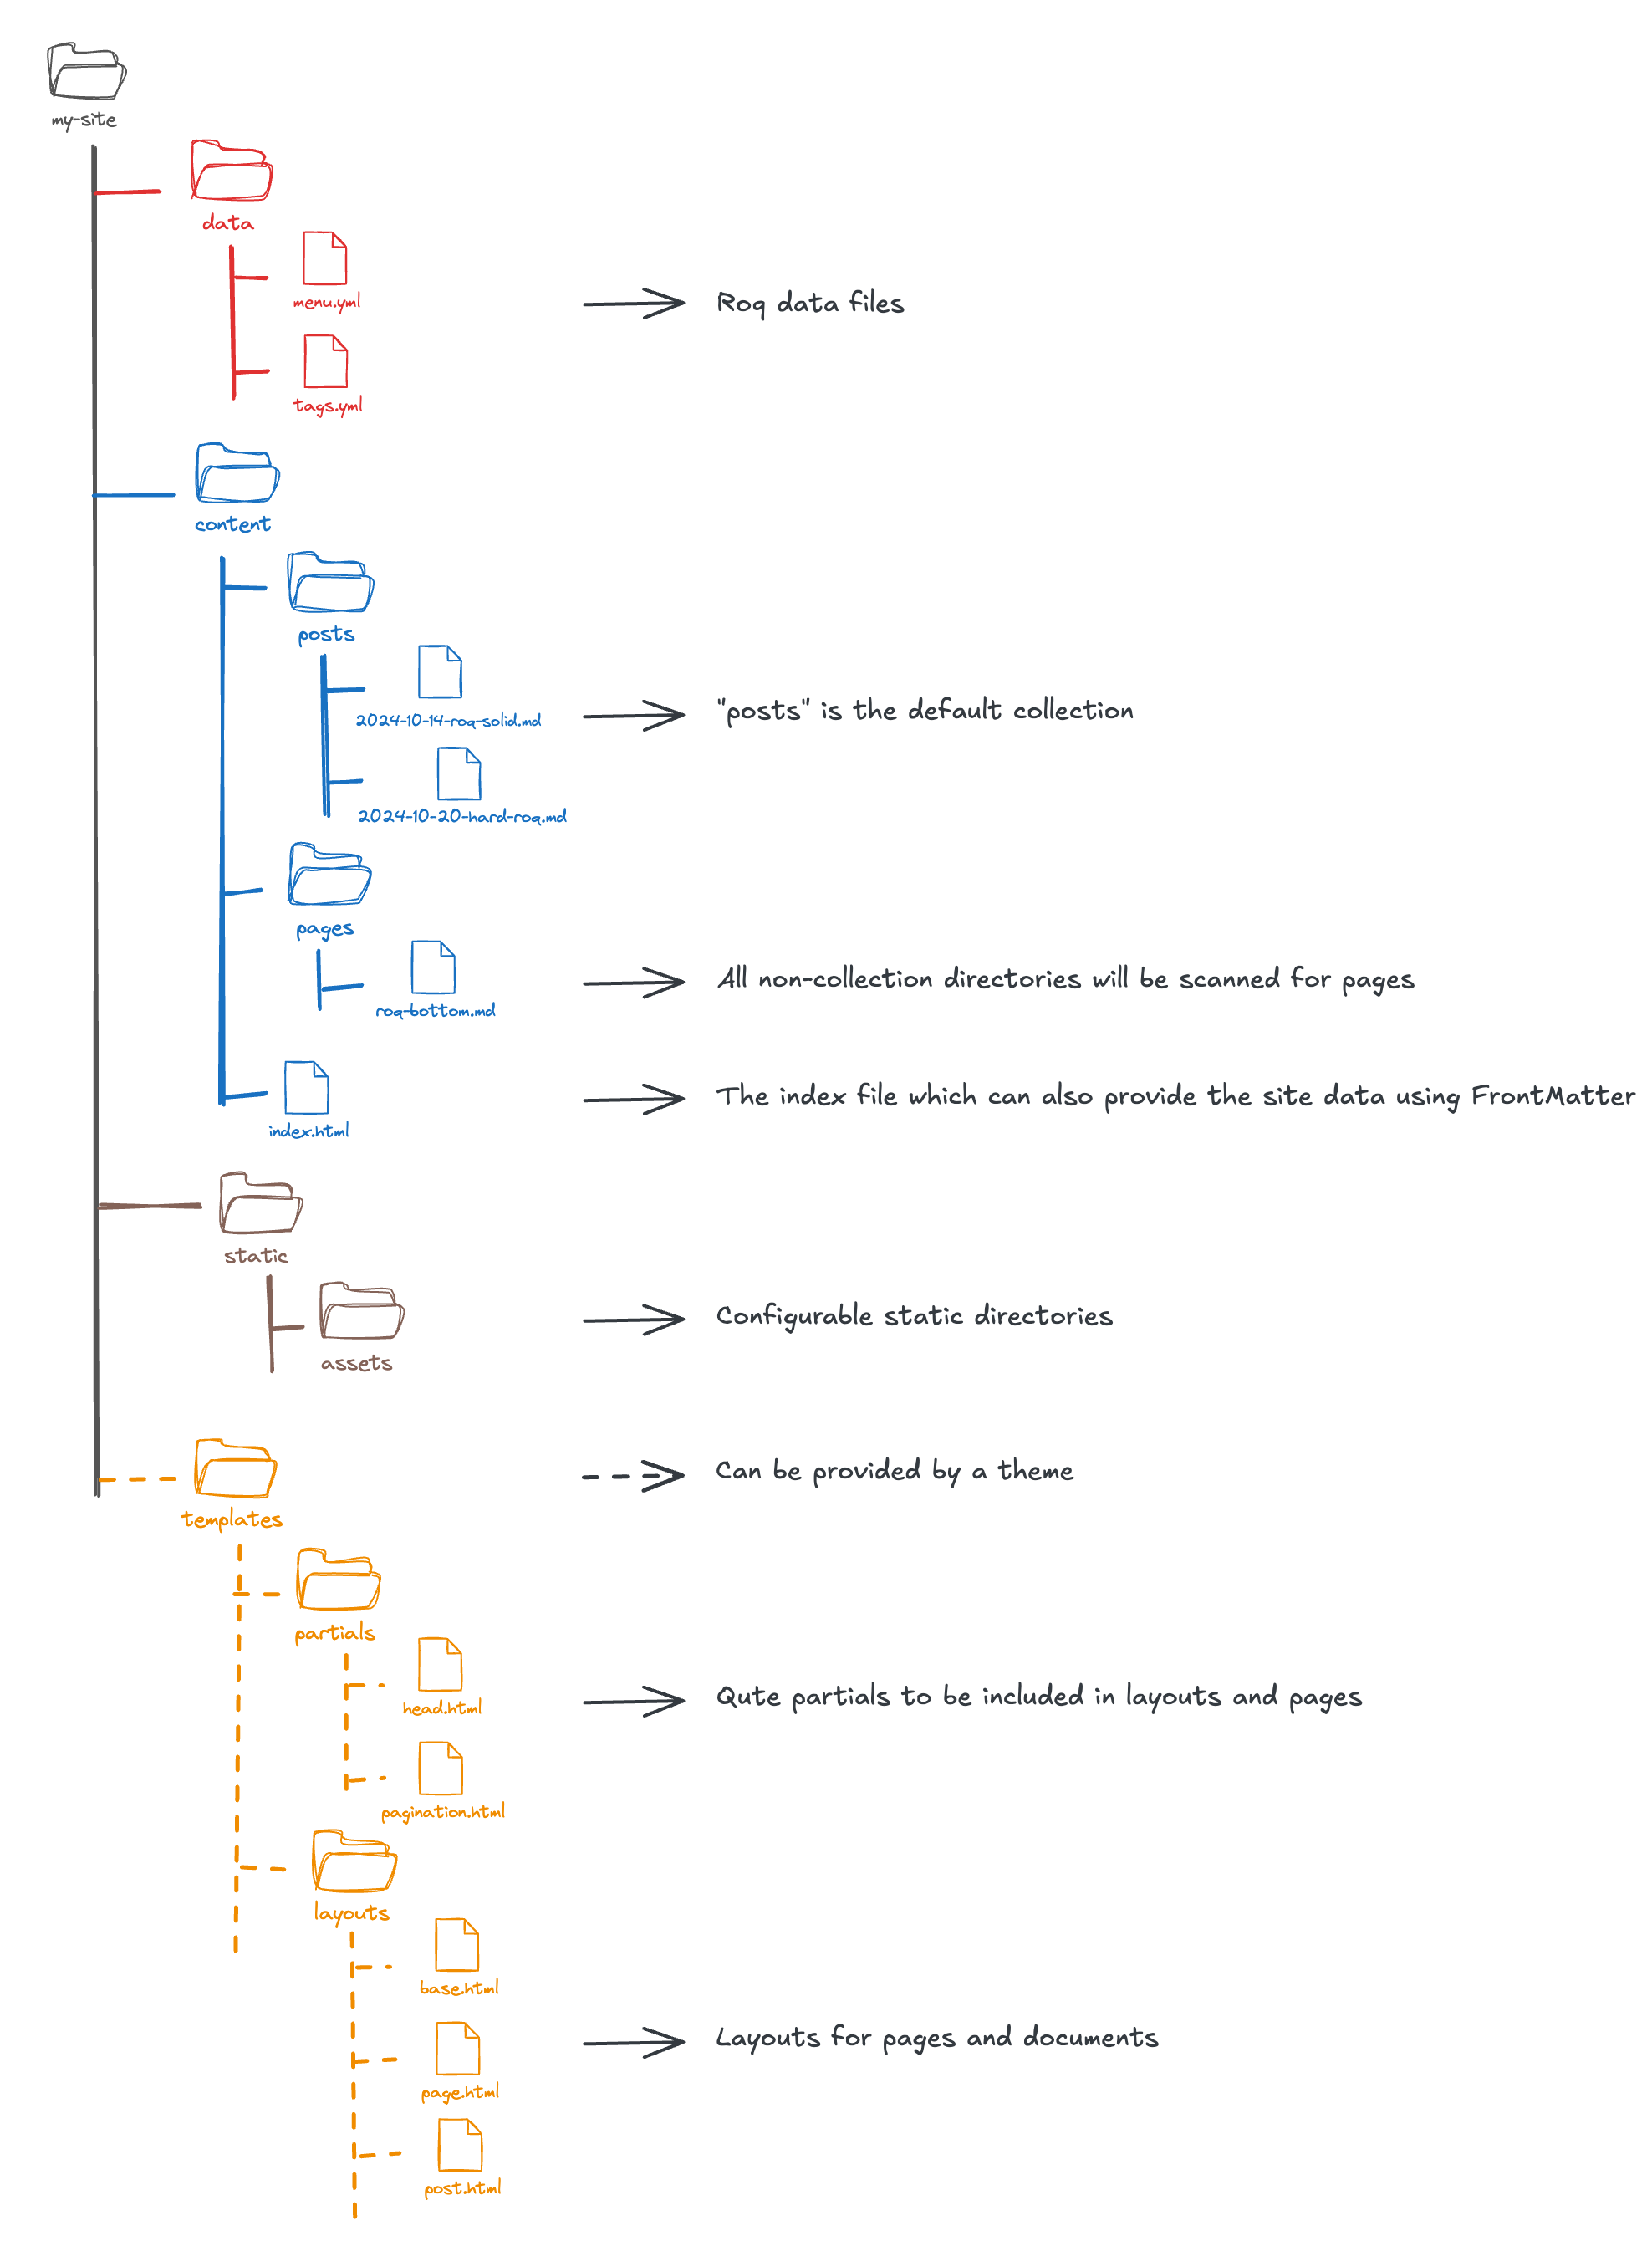 my-site
data
menu.yml
Roq data files
tags.yml
content
posts
2024-10-14-roq-solid.md
"posts" is the default collection
2024-10-20-hard-roq.md
pages
All non-collection directories will be scanned for pages
roq-bottom.md
The index file which can also provide the site data using FrontMatter
index.html
static
Configurable static directories
assets
Can be provided by a theme
templates
partials
head.html
Qute partials to be included in layouts and pages
pagination.html
layouts
base.html
Layouts for pages and documents
page.html
post.html